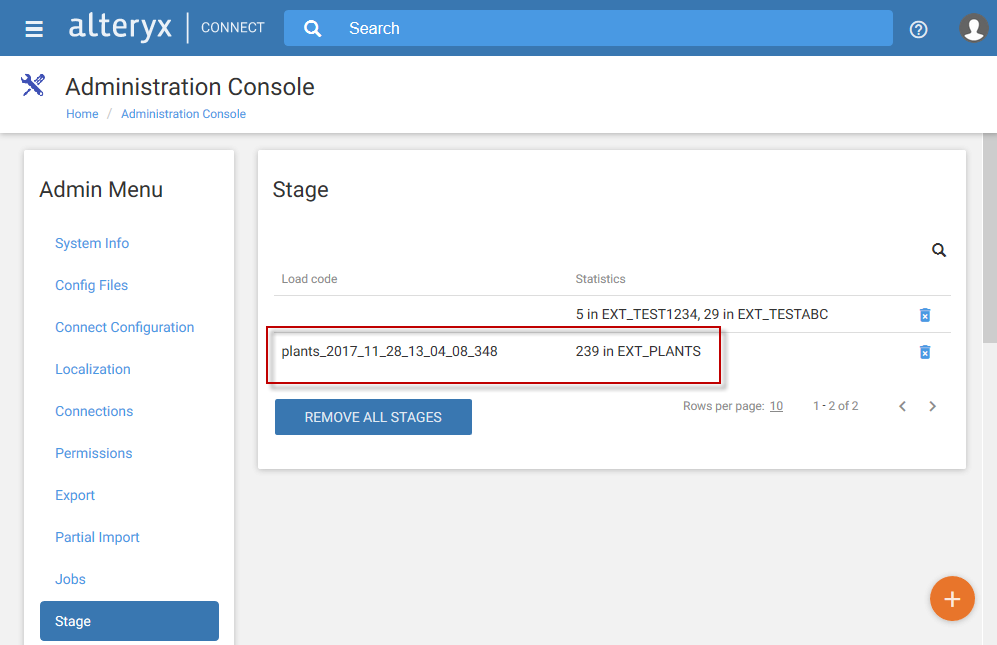 alteryx CONNECT Search
Administration Console
Home / Administration Console
Admin Menu
System Info
Config Files
Connect Configuration
Localization
Connections
Permissions
Export
Partial Import
Jobs
Stage
Stage
Load code Statistics
5 in EXT_TEST1234, 29 in EXT_TESTABC
plants_2017_11_28_13_04_08_348 239 in EXT_PLANTS
REMOVE ALL STAGES Rows per page: 10 1 - 2 of 2